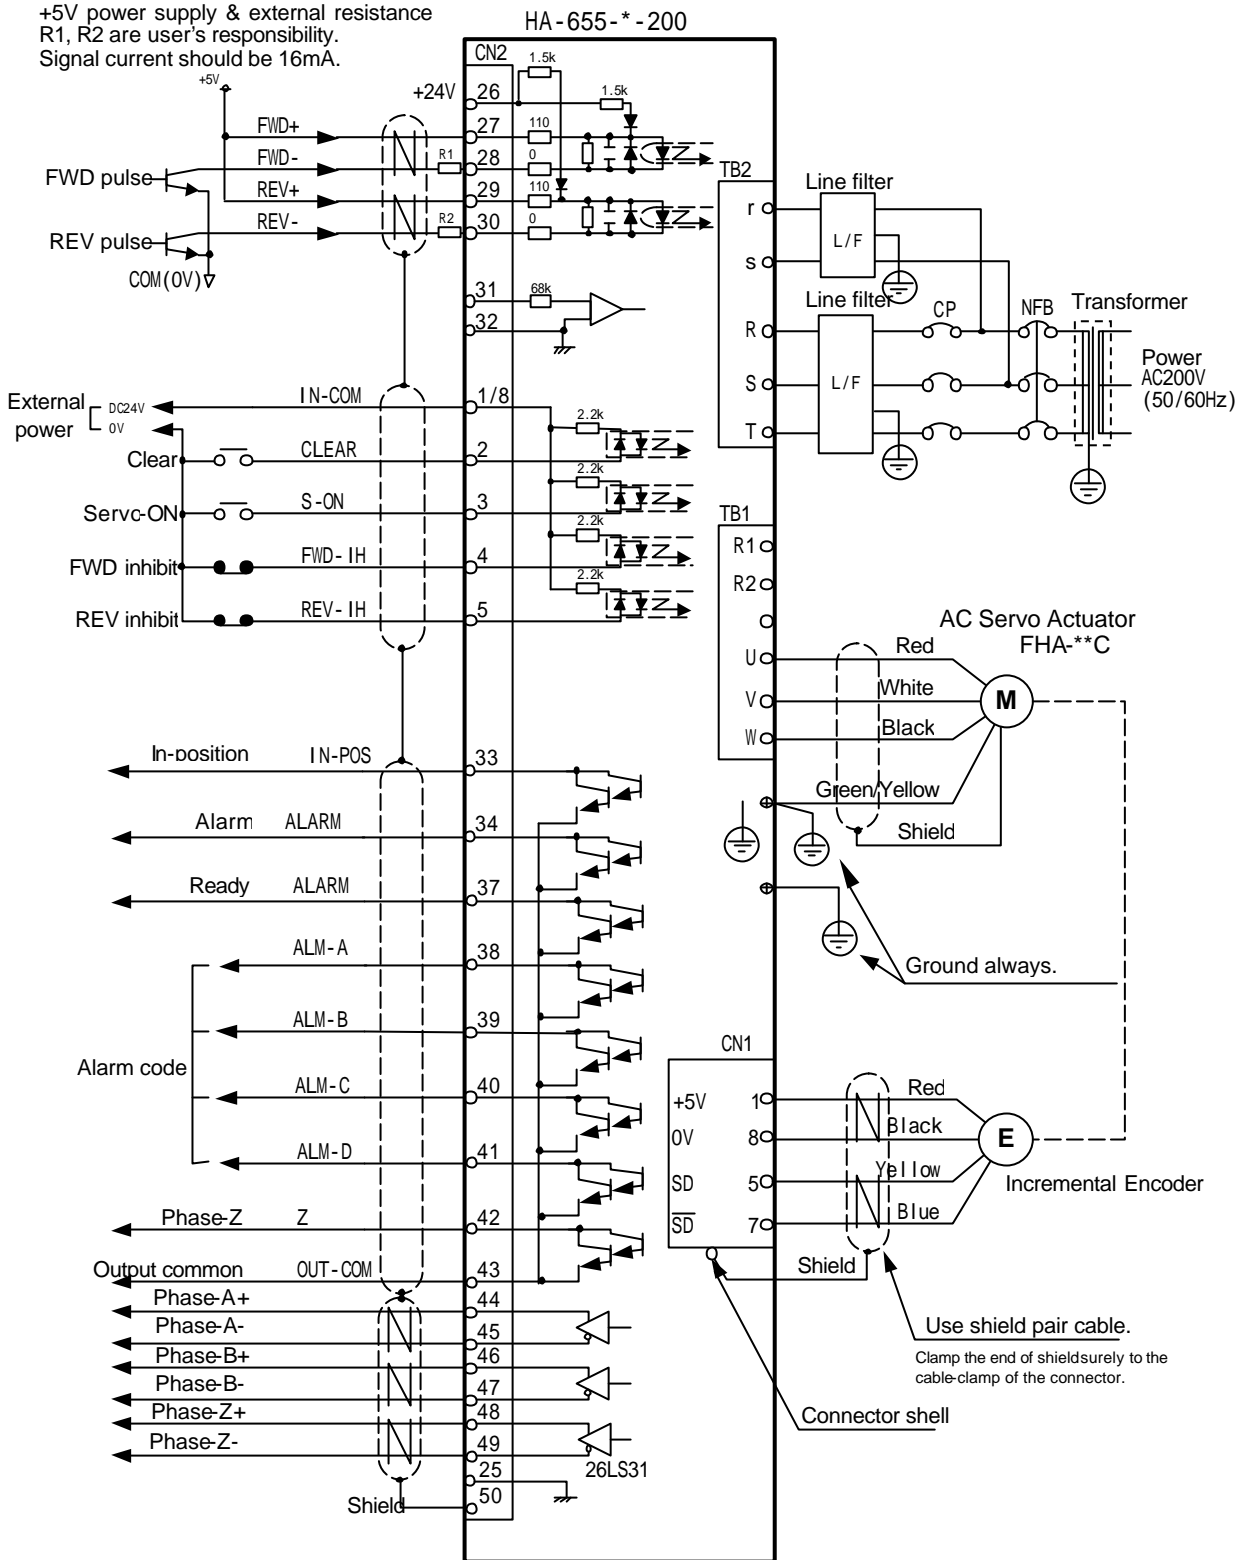 +5V power supply & external resistance
R1, R2 are user's responsibility.
Signal current should be 16mA.
HA-655-*-200
CN2
+5V
+24V
26
1.5k
1.5k
FWD+
27
110
FWD-
R1
28
0
FWD pulse
REV+
29
110
REV-
R2
30
0
REV pulse
COM(0V)
31
68k
32
External
power
DC24V
0V
IN-COM
1/8
2.2k
Clear
CLEAR
2
2.2k
Servo-ON
S-ON
3
2.2k
FWD inhibit
FWD-IH
4
2.2k
REV inhibit
REV-IH
5
In-position
IN-POS
33
Alarm
ALARM
34
Ready
ALARM
37
ALM-A
38
ALM-B
39
Alarm code
ALM-C
40
ALM-D
41
Phase-Z
Z
42
Output common
OUT-COM
43
Phase-A+
44
Phase-A-
45
Phase-B+
46
Phase-B-
47
Phase-Z+
48
Phase-Z-
49
26LS31
25
Shield
50
TB2
r
s
R
S
T
Line filter
L/F
Line filter
L/F
CP
NFB
Transformer
Power
AC200V
(50/60Hz)
TB1
R1
R2
U
V
W
Red
White
Black
Green/Yellow
Shield
AC Servo Actuator
FHA-**C
M
Ground always.
CN1
+5V
1
0V
8
SD
5
S̅D̅
7
Red
Black
Yellow
Blue
E
Incremental Encoder
Shield
Use shield pair cable.
Clamp the end of shieldsurely to the
cable-clamp of the connector.
Connector shell